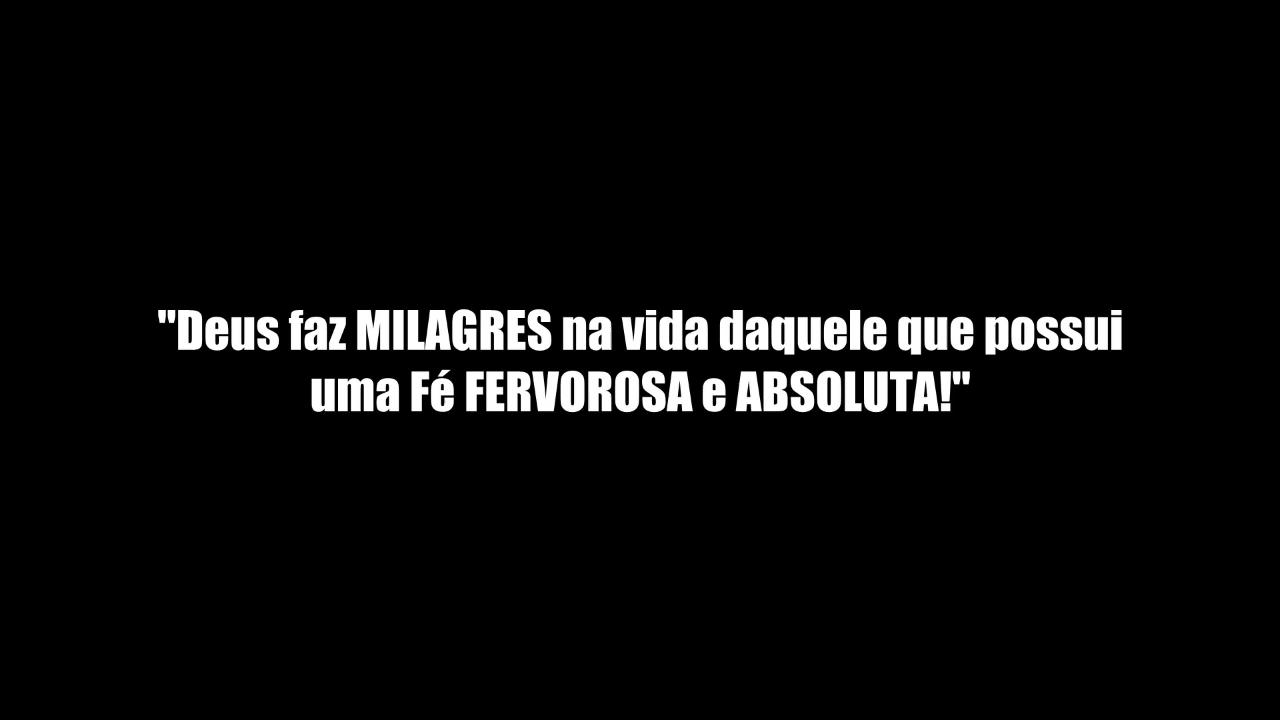 "Deus faz MILAGRES na vida daquele que possui
uma Fé FERVOROSA e ABSOLUTA!"